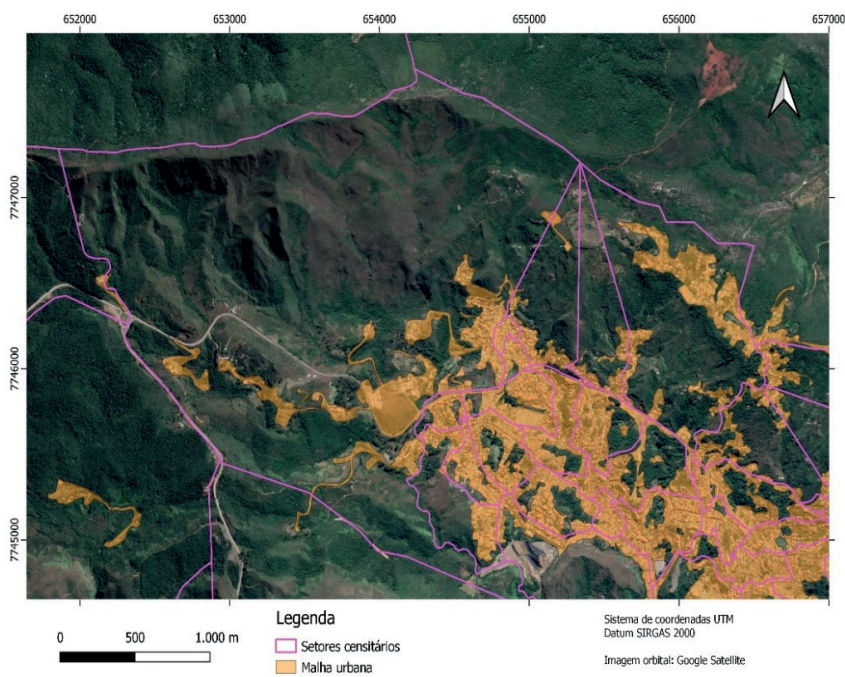 652000 653000 654000 655000 656000 657000
7747000
7746000
7745000
0 500 1.000 m
Legenda
Setores censitários
Malha urbana
Sistema de coordenadas UTM
Datum SIRGAS 2000
Imagem orbital: Google Satellite